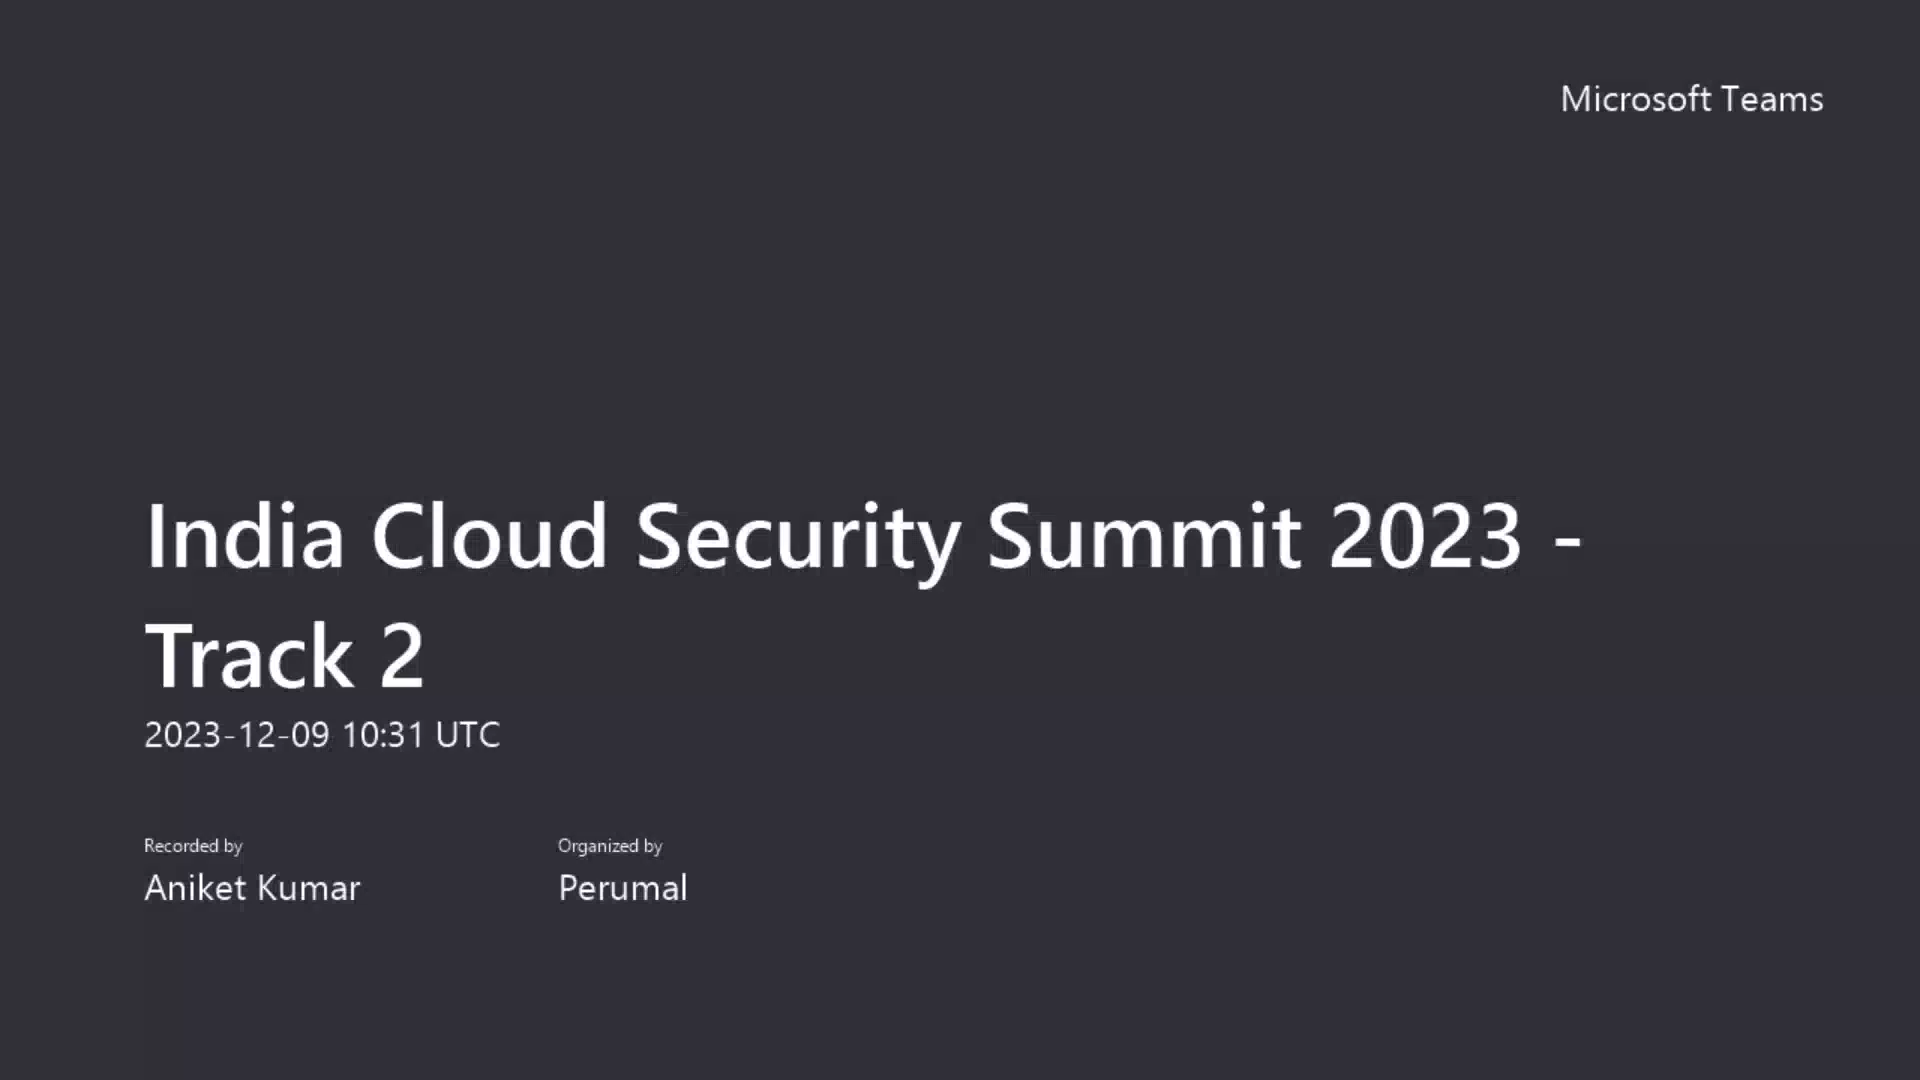 Microsoft Teams
India Cloud Security Summit 2023 -
Track 2
2023-12-09 10:31 UTC
Recorded by
Organized by
Aniket Kumar
Perumal